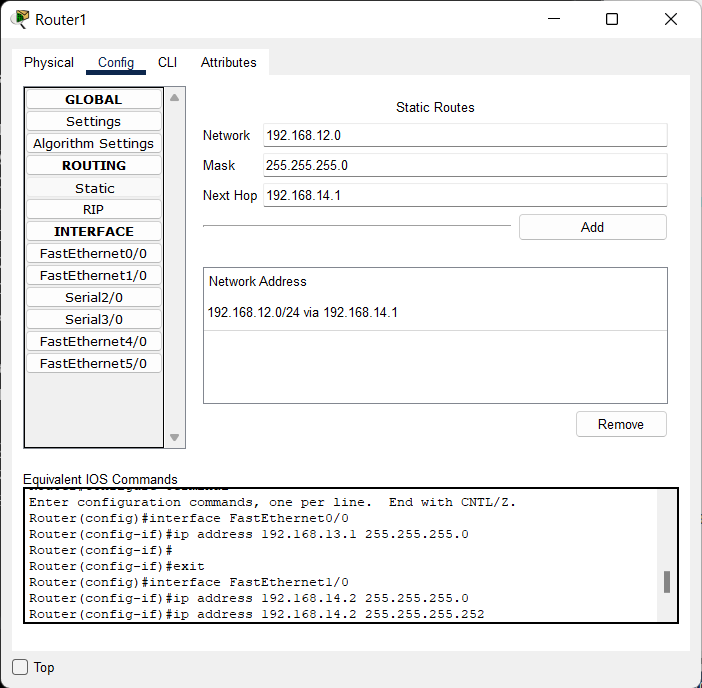 Router1
Physical Config CLI Attributes
GLOBAL
Settings
Algorithm Settings
ROUTING
Static
RIP
INTERFACE
FastEthernet0/0
FastEthernet1/0
Serial2/0
Serial3/0
FastEthernet4/0
FastEthernet5/0
Static Routes
Network 192.168.12.0
Mask 255.255.255.0
Next Hop 192.168.14.1
Add
Network Address
192.168.12.0/24 via 192.168.14.1
Remove
Equivalent IOS Commands
Enter configuration commands, one per line.  End with CNTL/Z.
Router(config)#interface FastEthernet0/0
Router(config-if)#ip address 192.168.13.1 255.255.255.0
Router(config-if)#
Router(config-if)#exit
Router(config)#interface FastEthernet1/0
Router(config-if)#ip address 192.168.14.2 255.255.255.0
Router(config-if)#ip address 192.168.14.2 255.255.255.252
Top